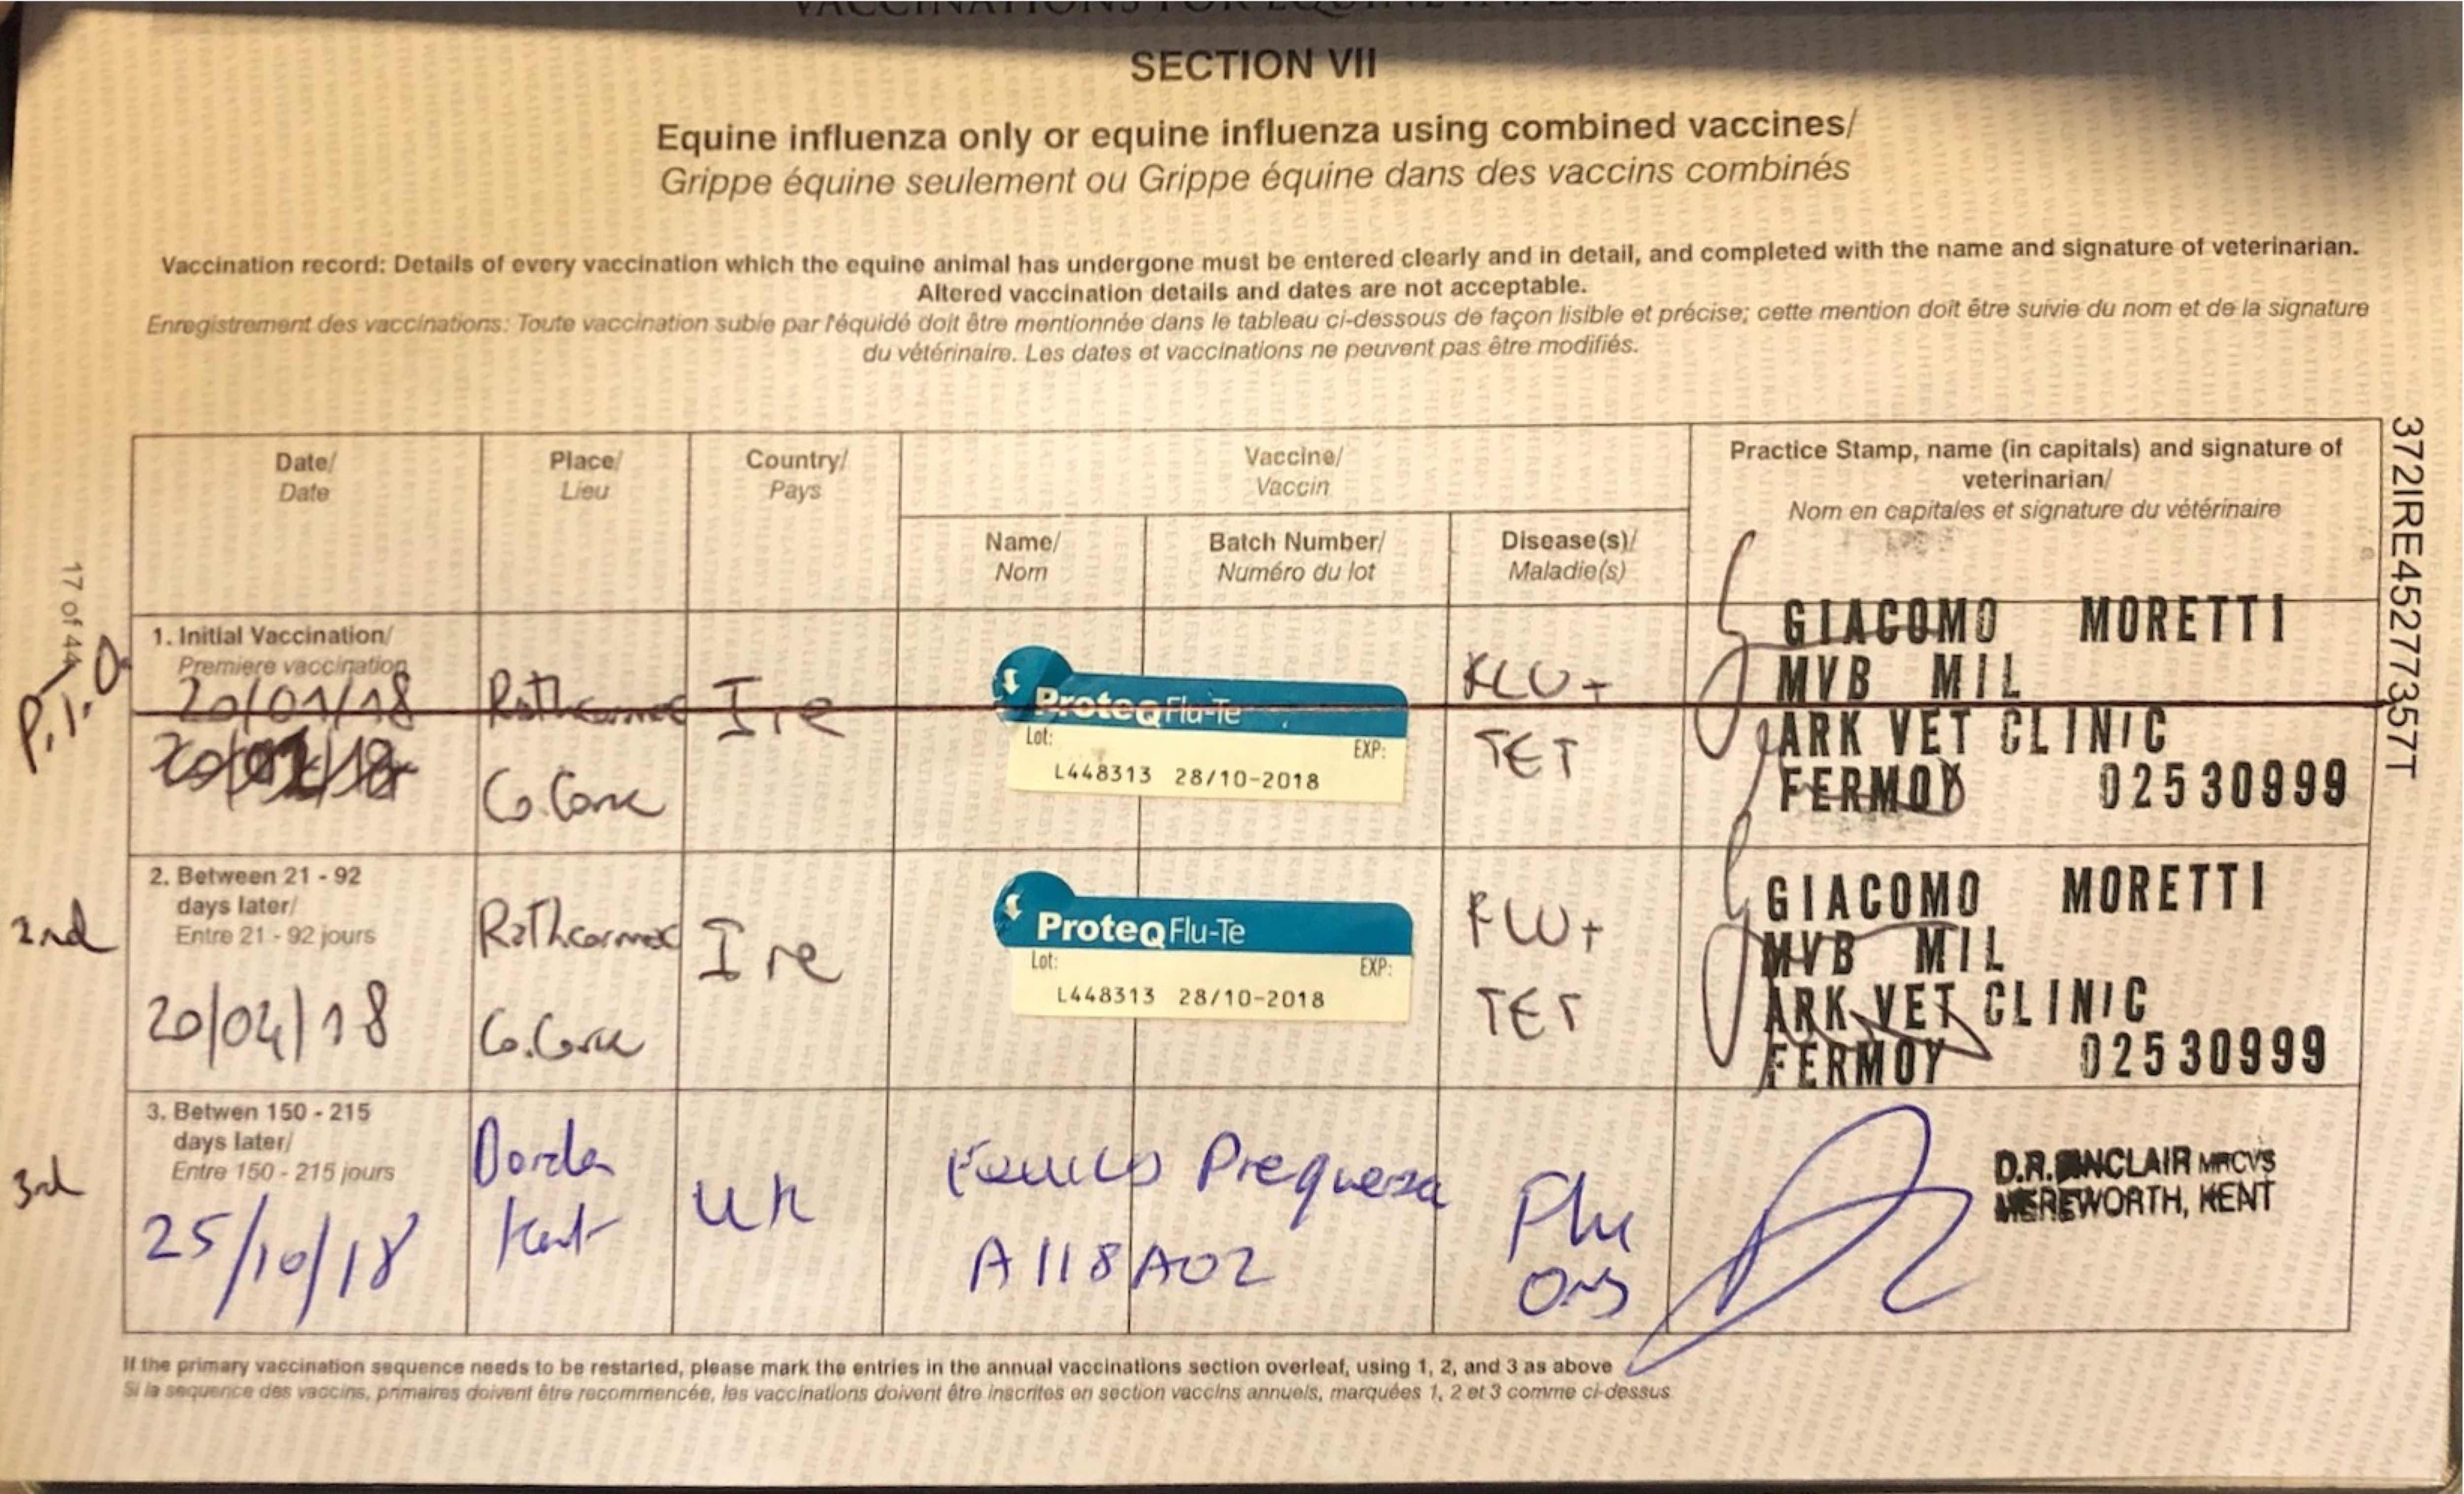 SECTION VII
Equine influenza only or equine influenza using combined vaccines/
Grippe équine seulement ou Grippe équine dans des vaccins combinés
Vaccination record: Details of every vaccination which the equine animal has undergone must be entered clearly and in detail, and completed with the name and signature of veterinarian.
Altered vaccination details and dates are not acceptable.
Enregistrement des vaccinations: Toute vaccination subie par l'équidé doit être mentionnée dans le tableau ci-dessous de façon lisible et précise; cette mention doit être suivie du nom et de la signature
du vétérinaire. Les dates et vaccinations ne peuvent pas être modifiés.
Date/
Date
Place/
Lieu
Country/
Pays
Vaccine/
Vaccin
Name/
Nom
Batch Number/
Numéro du lot
Disease(s)/
Maladie(s)
Practice Stamp, name (in capitals) and signature of
veterinarian/
Nom en capitales et signature du vétérinaire
372IRE45277357T
17 of 44
P.T.O.
1. Initial Vaccination/
Premiere vaccination
20/01/18
Rathcormac
Co. Cork
Ire
ProteqFlu-Te
Lot:
EXP:
L448313 28/10-2018
FLU+
TET
GIACOMO MORETTI
MVB MIL
ARK VET CLINIC
FERMOY 02530999
2nd
2. Between 21 - 92
days later/
Entre 21 - 92 jours
20/04/18
Rathcormac
Co. Cork
Ire
ProteqFlu-Te
Lot:
EXP:
L448313 28/10-2018
FLU+
TET
GIACOMO MORETTI
MVB MIL
ARK VET CLINIC
FERMOY 02530999
3rd
3. Betwen 150 - 215
days later/
Entre 150 - 215 jours
25/10/18
Kent
UK
Equilis Prequenza
A118A02
Flu
Only
D.R. SINCLAIR MRCVS
MEREWORTH, KENT
If the primary vaccination sequence needs to be restarted, please mark the entries in the annual vaccinations section overleaf, using 1, 2, and 3 as above
Si la sequence des vaccins, primaires doivent être recommencée, les vaccinations doivent être inscrites en section vaccins annuels, marquées 1, 2 et 3 comme ci-dessus